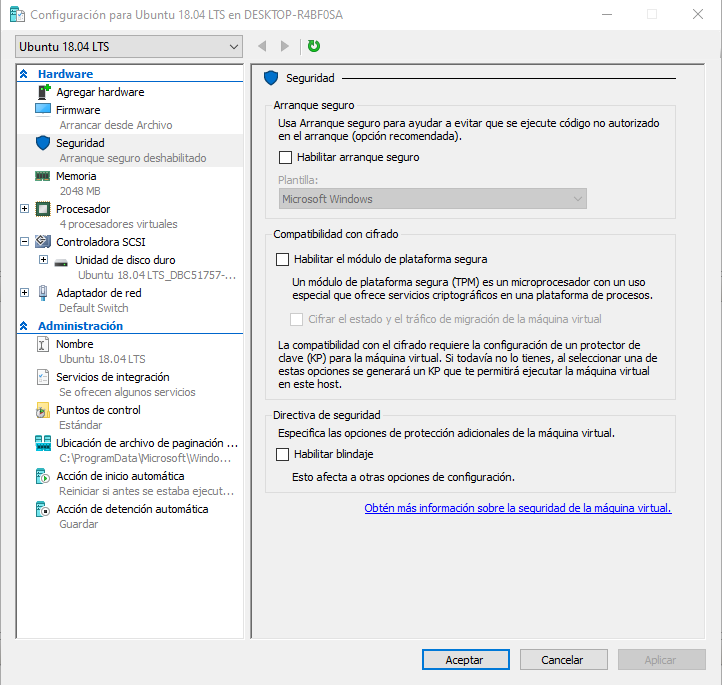 Configuración para Ubuntu 18.04 LTS en DESKTOP-R4BF0SA
Ubuntu 18.04 LTS
Hardware
Agregar hardware
Firmware
Arrancar desde Archivo
Seguridad
Arranque seguro deshabilitado
Memoria
2048 MB
Procesador
4 procesadores virtuales
Controladora SCSI
Unidad de disco duro
Ubuntu 18.04 LTS_DBC51757-...
Adaptador de red
Default Switch
Administración
Nombre
Ubuntu 18.04 LTS
Servicios de integración
Se ofrecen algunos servicios
Puntos de control
Estándar
Ubicación de archivo de paginación ...
C:\ProgramData\Microsoft\Windo...
Acción de inicio automática
Reiniciar si antes se estaba ejecut...
Acción de detención automática
Guardar
Seguridad
Arranque seguro
Usa Arranque seguro para ayudar a evitar que se ejecute código no autorizado
en el arranque (opción recomendada).
Habilitar arranque seguro
Plantilla:
Microsoft Windows
Compatibilidad con cifrado
Habilitar el módulo de plataforma segura
Un módulo de plataforma segura (TPM) es un microprocesador con un uso
especial que ofrece servicios criptográficos en una plataforma de procesos.
Cifrar el estado y el tráfico de migración de la máquina virtual
La compatibilidad con el cifrado requiere la configuración de un protector de
clave (KP) para la máquina virtual. Si todavía no lo tienes, al seleccionar una de
estas opciones se generará un KP que te permitirá ejecutar la máquina virtual
en este host.
Directiva de seguridad
Especifica las opciones de protección adicionales de la máquina virtual.
Habilitar blindaje
Esto afecta a otras opciones de configuración.
Obtén más información sobre la seguridad de la máquina virtual.
Aceptar
Cancelar
Aplicar